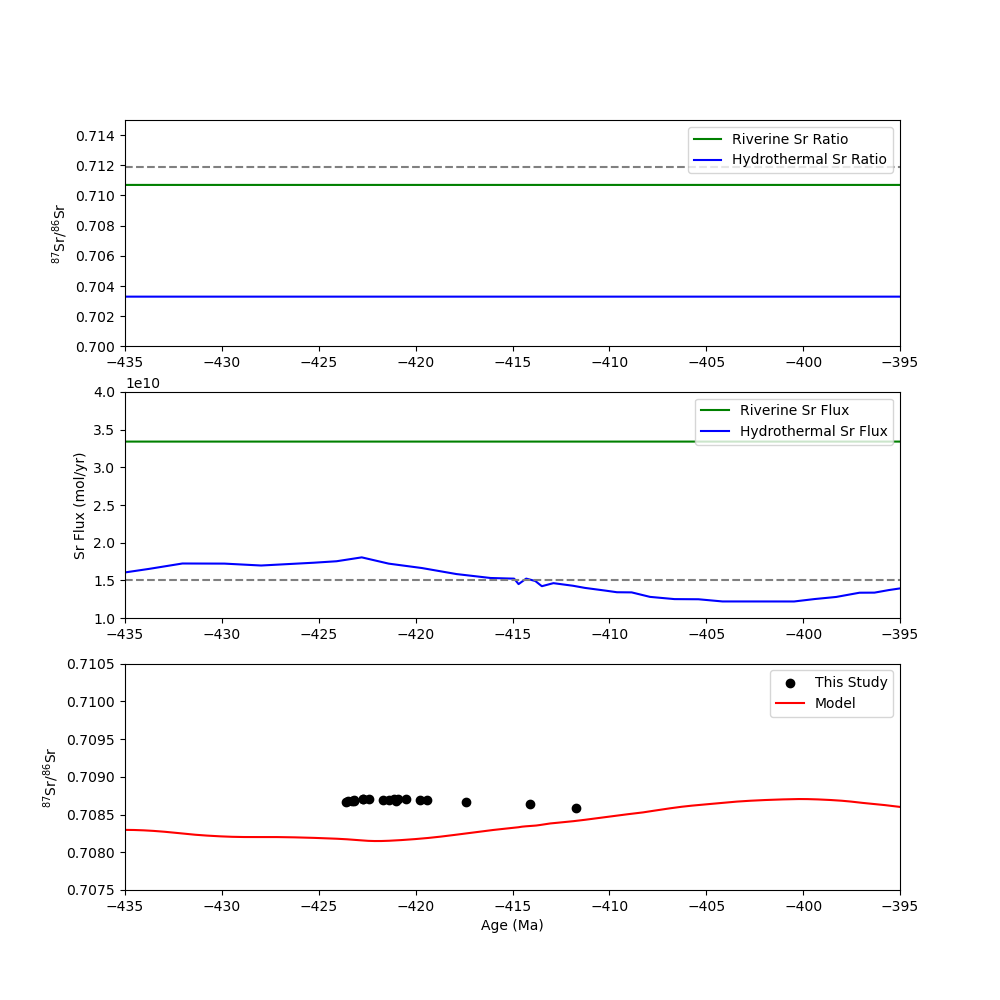 0.714
0.712
0.710
0.708
0.706
0.704
0.702
0.700
⁸⁷Sr/⁸⁶Sr
Riverine Sr Ratio
Hydrothermal Sr Ratio
−435 −430 −425 −420 −415 −410 −405 −400 −395
1e10
4.0
3.5
3.0
2.5
2.0
1.5
1.0
Sr Flux (mol/yr)
Riverine Sr Flux
Hydrothermal Sr Flux
−435 −430 −425 −420 −415 −410 −405 −400 −395
0.7105
0.7100
0.7095
0.7090
0.7085
0.7080
0.7075
⁸⁷Sr/⁸⁶Sr
This Study
Model
−435 −430 −425 −420 −415 −410 −405 −400 −395
Age (Ma)